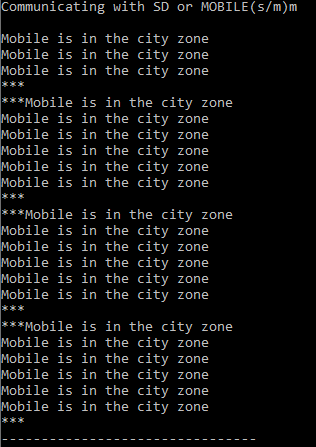 Communicating with SD or MOBILE(s/m)m
Mobile is in the city zone
Mobile is in the city zone
Mobile is in the city zone
***
***Mobile is in the city zone
Mobile is in the city zone
Mobile is in the city zone
Mobile is in the city zone
Mobile is in the city zone
Mobile is in the city zone
***
***Mobile is in the city zone
Mobile is in the city zone
Mobile is in the city zone
Mobile is in the city zone
Mobile is in the city zone
Mobile is in the city zone
***
***Mobile is in the city zone
Mobile is in the city zone
Mobile is in the city zone
Mobile is in the city zone
Mobile is in the city zone
Mobile is in the city zone
***
--------------------------------